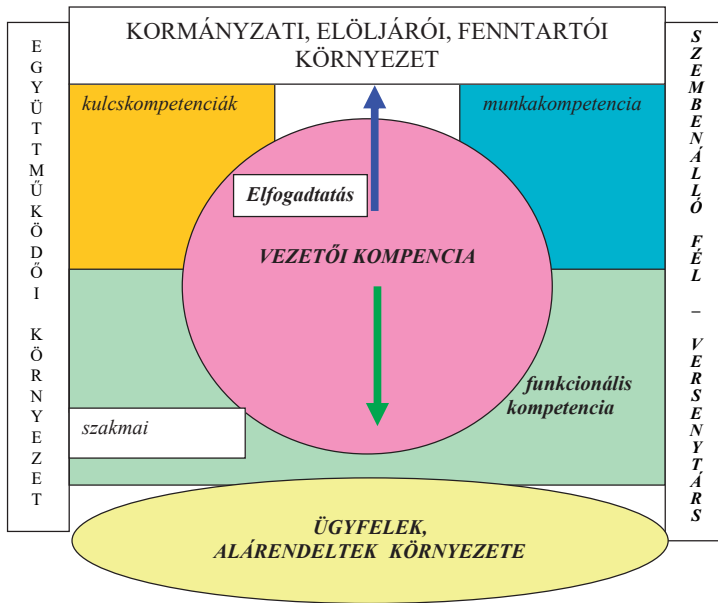 KORMÁNYZATI, ELÖLJÁRÓI, FENNTARTÓI
KÖRNYEZET
EGYÜTTMŰKÖDŐI KÖRNYEZET
SZEMBENÁLLÓ FÉL – VERSENYTÁRS
kulcskompetenciák
munkakompetencia
Elfogadtatás
VEZETŐI KOMPENCIA
funkcionális
kompetencia
szakmai
ÜGYFELEK,
ALÁRENDELTEK KÖRNYEZETE